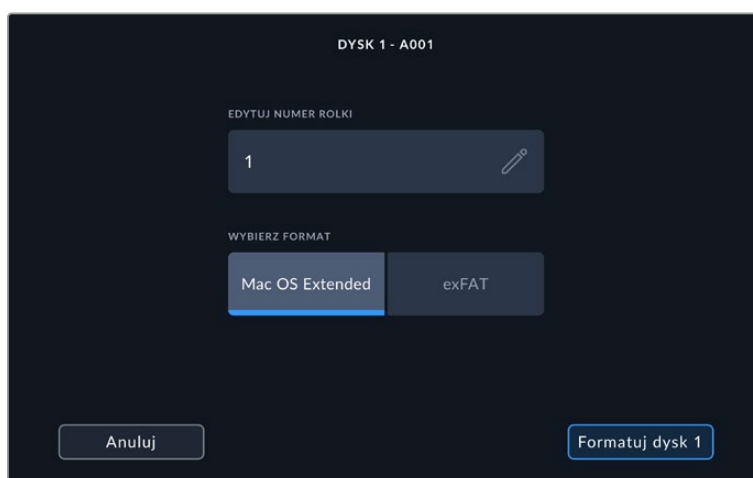 DYSK 1 - A001
EDYTUJ NUMER ROLKI
1
WYBIERZ FORMAT
Mac OS Extended
exFAT
Anuluj
Formatuj dysk 1